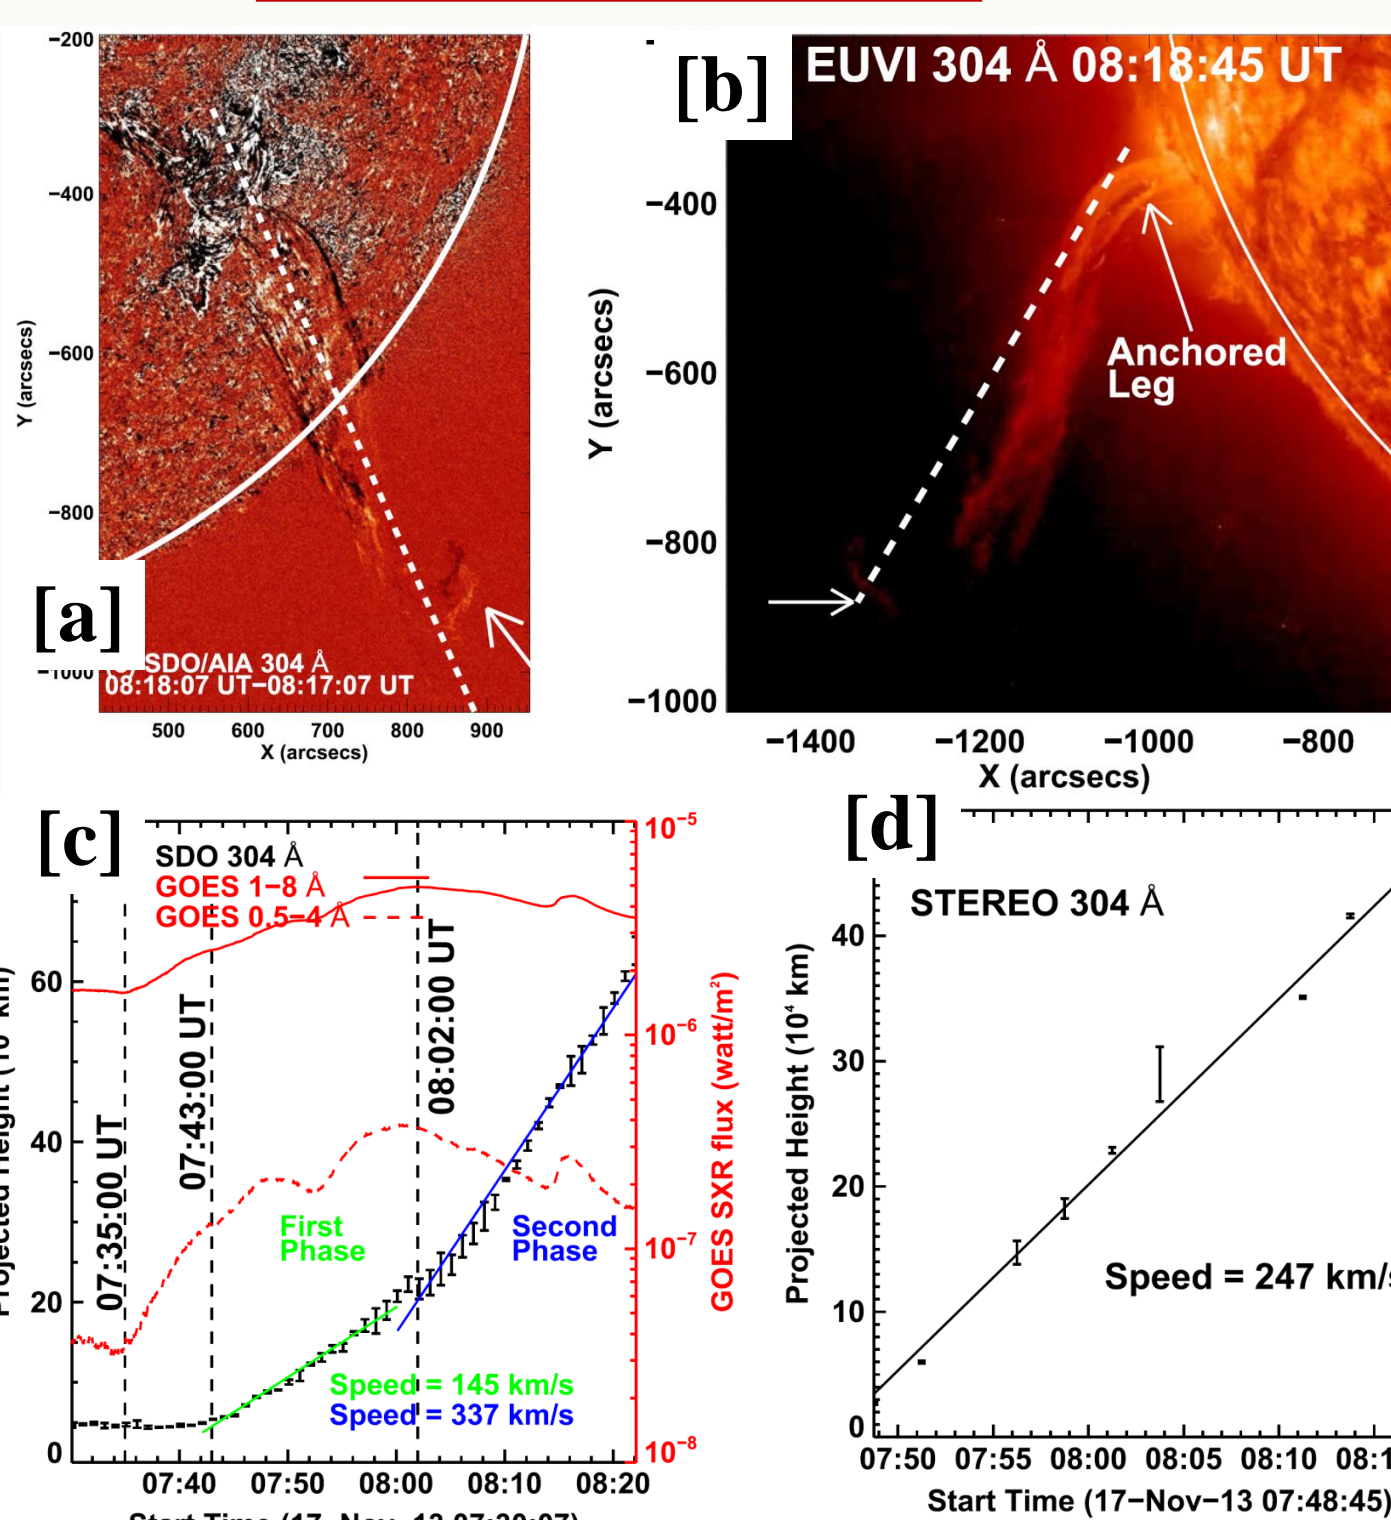 −200
−400
−600
−800
−1000
Y (arcsecs)
[a]
SDO/AIA 304 Å
08:18:07 UT−08:17:07 UT
500 600 700 800 900
X (arcsecs)
[b]
EUVI 304 Å 08:18:45 UT
−400
−600
−800
−1000
Y (arcsecs)
Anchored
Leg
−1400 −1200 −1000 −800
X (arcsecs)
[c]
SDO 304 Å
GOES 1−8 Å
GOES 0.5−4 Å
07:35:00 UT
07:43:00 UT
08:02:00 UT
First
Phase
Second
Phase
Speed = 145 km/s
Speed = 337 km/s
60
40
20
0
10⁻⁵
10⁻⁶
10⁻⁷
10⁻⁸
GOES SXR flux (watt/m²)
07:40 07:50 08:00 08:10 08:20
[d]
STEREO 304 Å
40
30
20
10
0
Projected Height (10⁴ km)
Speed = 247 km/s
07:50 07:55 08:00 08:05 08:10
Start Time (17−Nov−13 07:48:45)